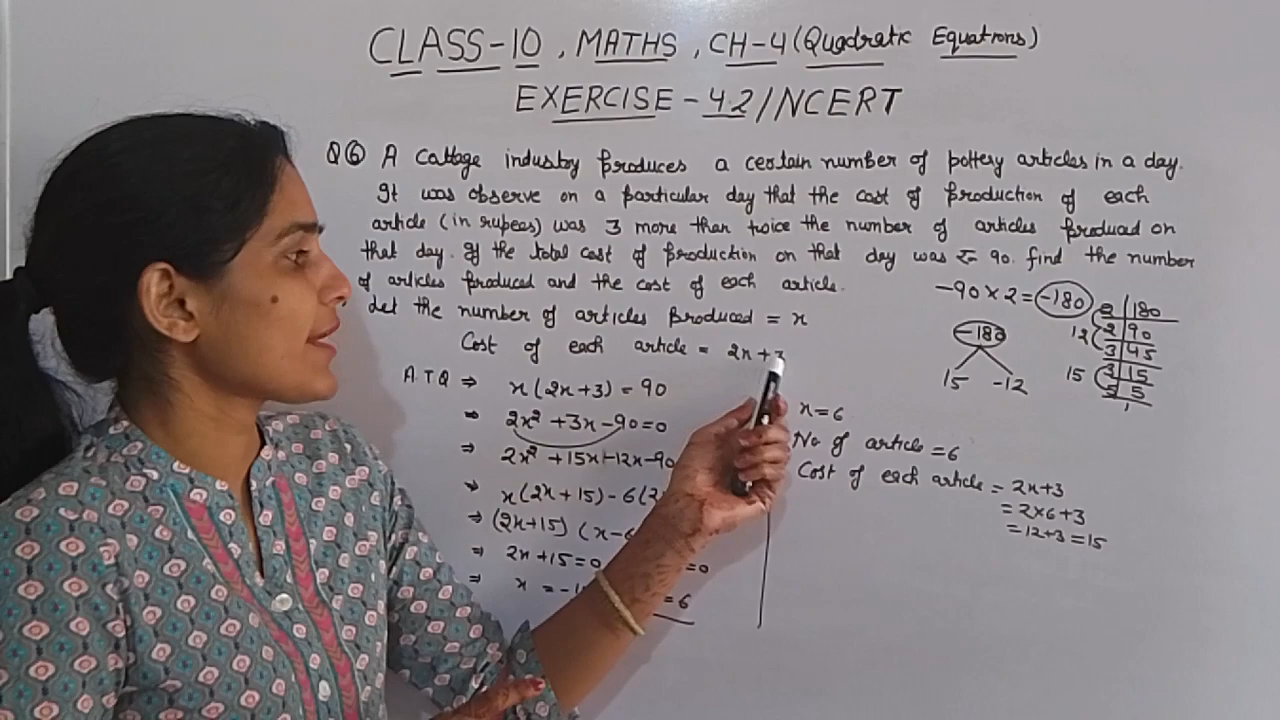 CLASS-10, MATHS, CH-4 (Quadratic Equations)
EXERCISE-4.2/NCERT
Q⑥ A Cattage industry produces a certain number of pottery articles in a day.
It was observe on a particular day that the cost of production of each
article (in rupees) was 3 more than twice the number of articles produced on
that day. If the total cost of production on that day was ₹ 90. find the number
of articles produced and the cost of each article.
Let the number of articles produced = x
Cost of each article = 2x+3
A.T.Q ⇒ x(2x+3) = 90
⇒ 2x² +3x -90=0
⇒ 2x² +15x-12x-90
⇒ x(2x+15)-6(2
⇒ (2x+15) (x-6
⇒ 2x+15=0 =0
⇒ x = -1 =6
-90×2= -180
-180
15 -12
2 180
12 2 90
3 45
15 3 15
5 5
1
x=6
No of article =6
Cost of each article = 2x+3
= 2×6+3
= 12+3 =15